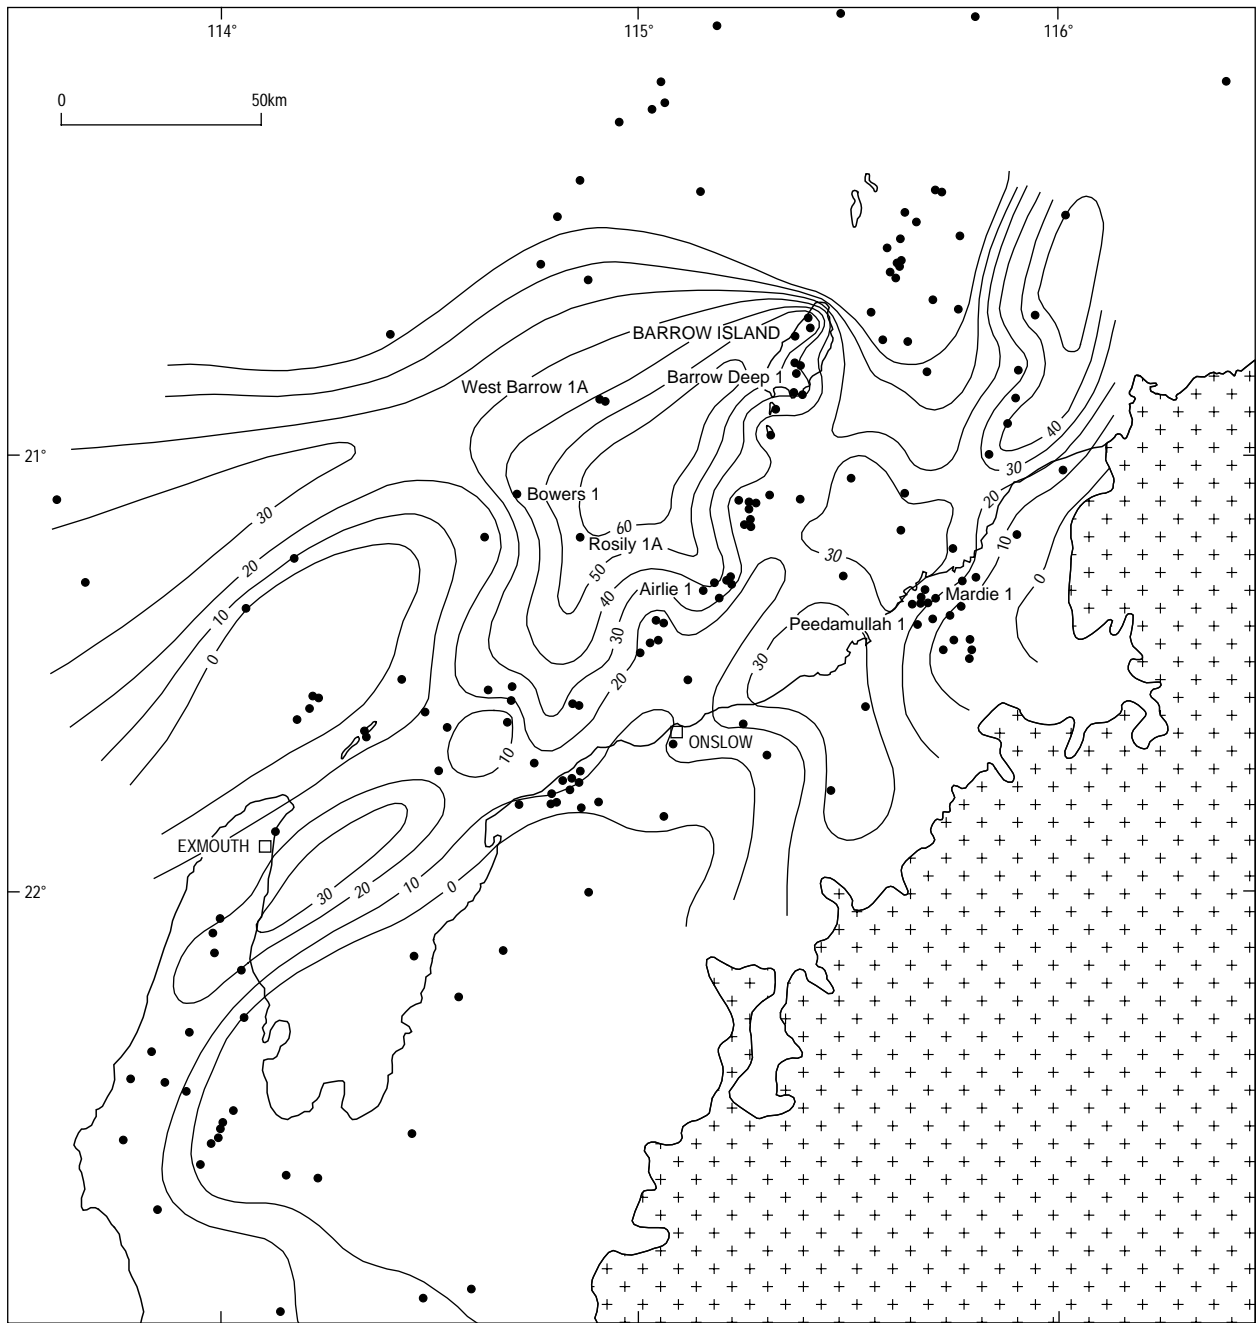 114°
115°
116°
0 50km
BARROW ISLAND
Barrow Deep 1
West Barrow 1A
40
21°
30
Bowers 1
20
30
60
Rosily 1A
10
30
20
50
0
Airlie 1
40
Mardie 1
10
30
Peedamullah 1
0
30
20
ONSLOW
10
EXMOUTH
22°
30
20
10
0